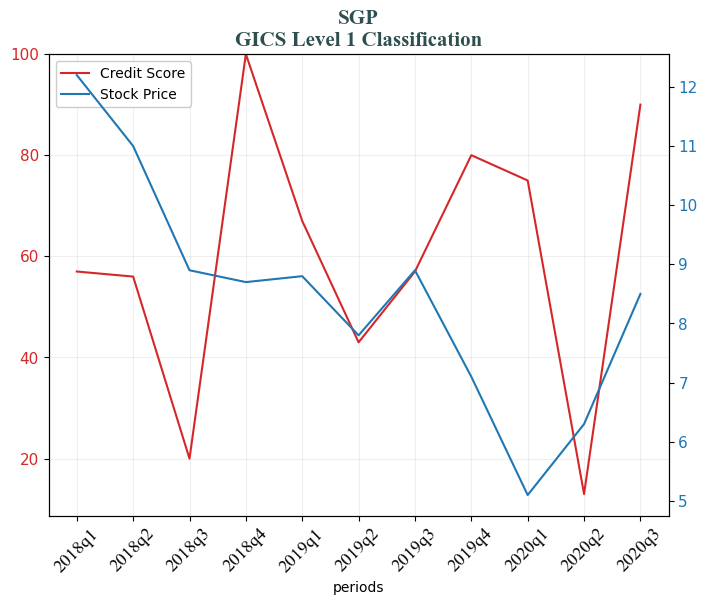 SGP
GICS Level 1 Classification
Credit Score
Stock Price
100
80
60
40
20
12
11
10
9
8
7
6
5
2018q1
2018q2
2018q3
2018q4
2019q1
2019q2
2019q3
2019q4
2020q1
2020q2
2020q3
periods